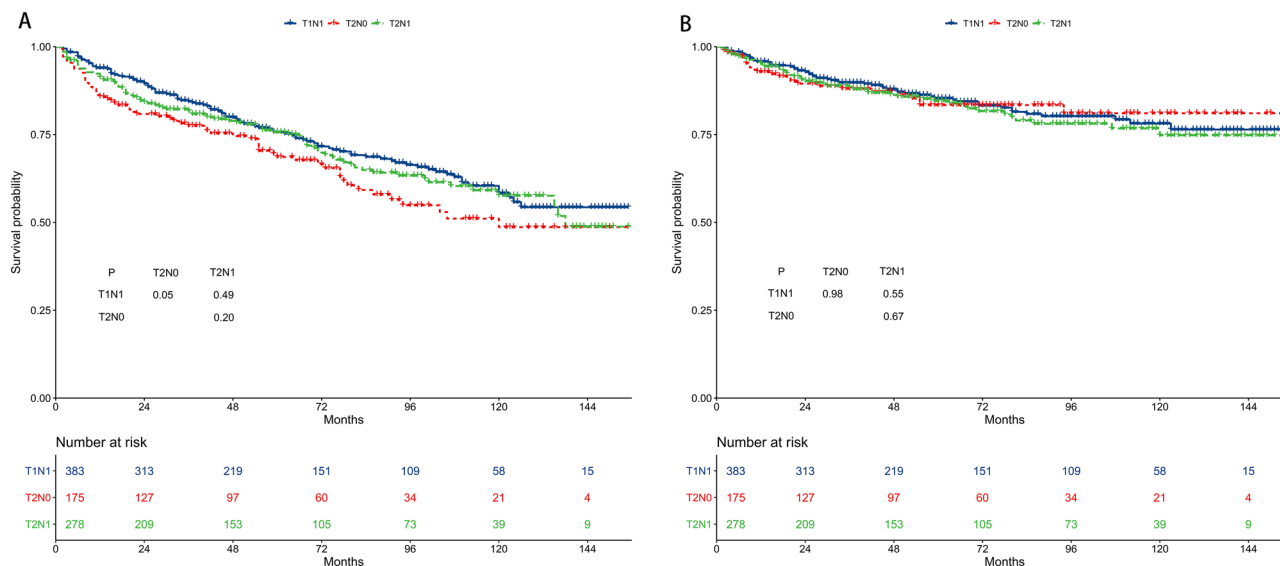 A
T1N1 T2N0 T2N1
1.00
0.75
0.50
0.25
0.00
Survival probability
P T2N0 T2N1
T1N1 0.05 0.49
T2N0 0.20
0 24 48 72 96 120 144
Months
Number at risk
T1N1 383 313 219 151 109 58 15
T2N0 175 127 97 60 34 21 4
T2N1 278 209 153 105 73 39 9
0 24 48 72 96 120 144
Months
B
T1N1 T2N0 T2N1
1.00
0.75
0.50
0.25
0.00
Survival probability
P T2N0 T2N1
T1N1 0.98 0.55
T2N0 0.67
0 24 48 72 96 120 144
Months
Number at risk
T1N1 383 313 219 151 109 58 15
T2N0 175 127 97 60 34 21 4
T2N1 278 209 153 105 73 39 9
0 24 48 72 96 120 144
Months